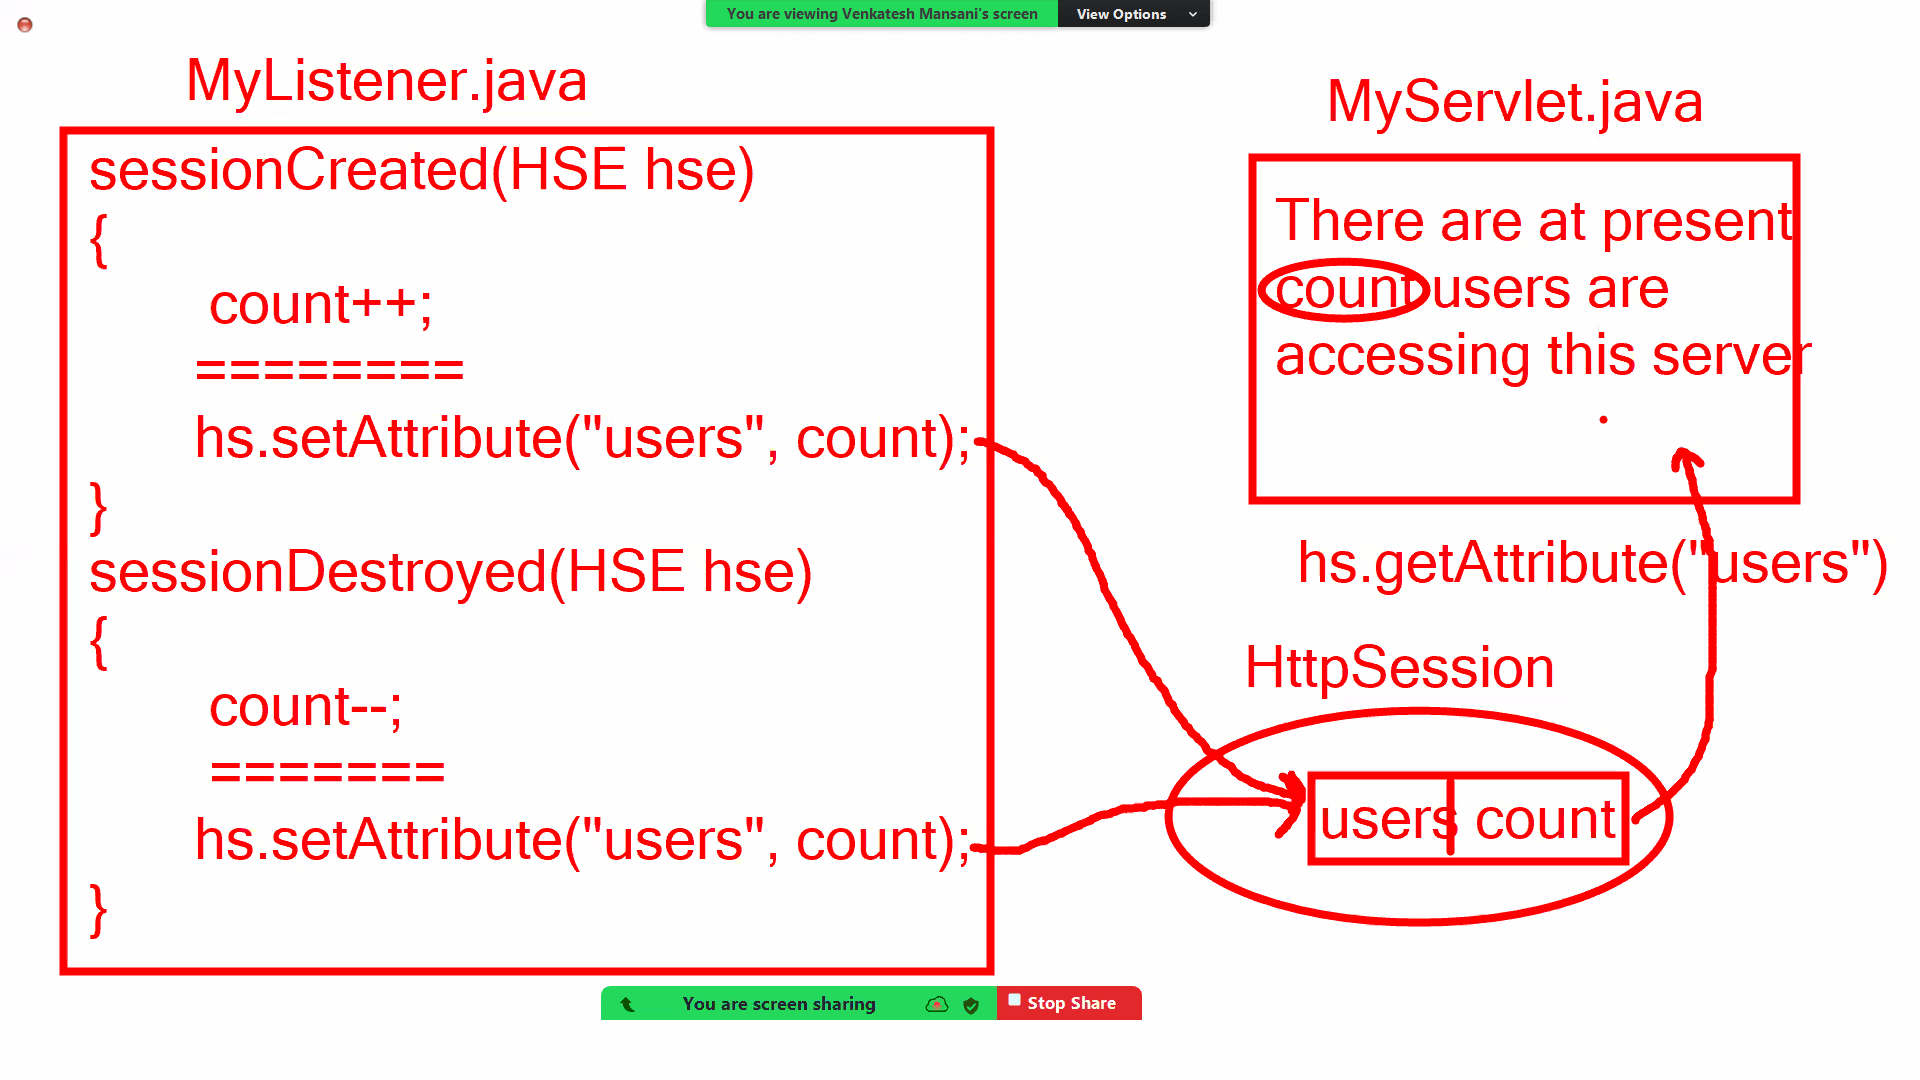 You are viewing Venkatesh Mansani's screen
View Options
MyListener.java
sessionCreated(HSE hse)
{
count++;
========
hs.setAttribute("users", count);
}
sessionDestroyed(HSE hse)
{
count--;
=======
hs.setAttribute("users", count);
}
MyServlet.java
There are at present
count users are
accessing this server
.
hs.getAttribute("users")
HttpSession
users count
You are screen sharing
Stop Share